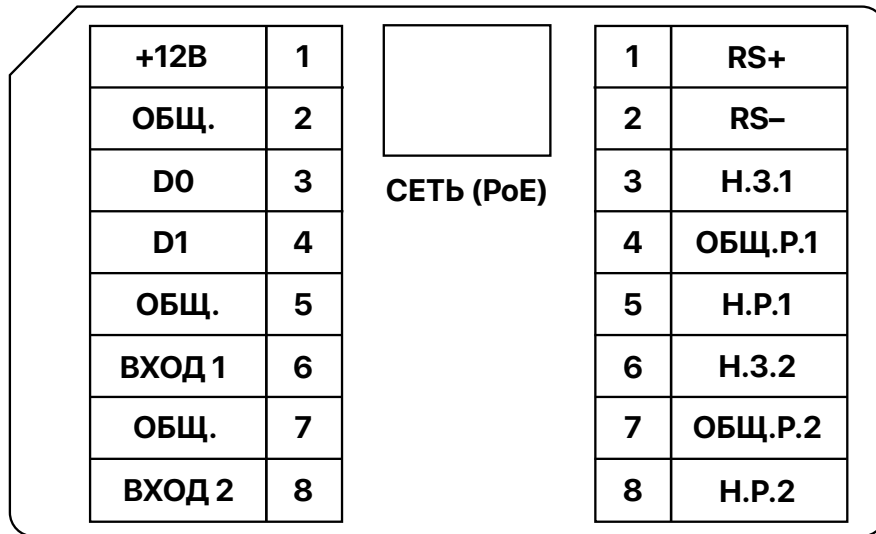 +12В 1
ОБЩ. 2
D0 3
D1 4
ОБЩ. 5
ВХОД 1 6
ОБЩ. 7
ВХОД 2 8
СЕТЬ (PoE)
1 RS+
2 RS–
3 Н.З.1
4 ОБЩ.Р.1
5 Н.Р.1
6 Н.З.2
7 ОБЩ.Р.2
8 Н.Р.2